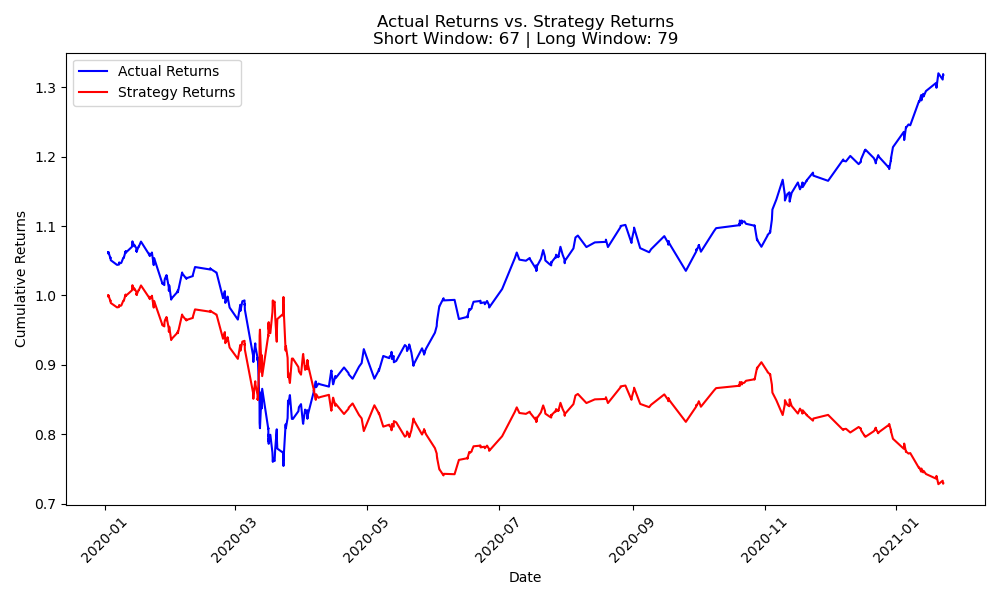 Actual Returns vs. Strategy Returns
Short Window: 67 | Long Window: 79
Actual Returns
Strategy Returns
Cumulative Returns
1.3
1.2
1.1
1.0
0.9
0.8
0.7
2020-01
2020-03
2020-05
2020-07
2020-09
2020-11
2021-01
Date